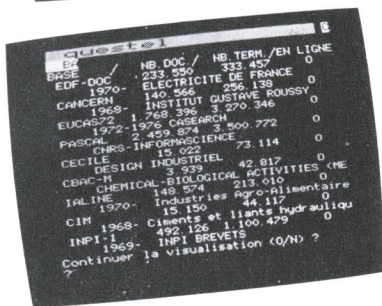 questel
BA
BASE / NB.DOC./ NB.TERM./EN LIGNE
EDF-DOC 233.550 333.457 0
1970- ELECTRICITE DE FRANCE
CANCERN 140.566 256.138 0
1968- INSTITUT GUSTAVE ROUSSY
EUCAS72 1.768.396 3.270.346 0
1972-1976 CASEARCH
PASCAL 2.459.874 3.500.772 0
CNRS-INFORMASCIENCE
CECILE 15.022 73.114 0
DESIGN INDUSTRIEL
CBAC-M 3.939 42.817 0
CHEMICAL-BIOLOGICAL ACTIVITIES (ME
IALINE 148.574 213.010 0
1970- Industries Agro-Alimentaire
CIM 15.150 44.117 0
1968- Ciments et liants hydrauliqu
INPI-1 492.126 1.100.479 0
1969- INPI BREVETS
Continuer la visualisation (O/N) ?
?